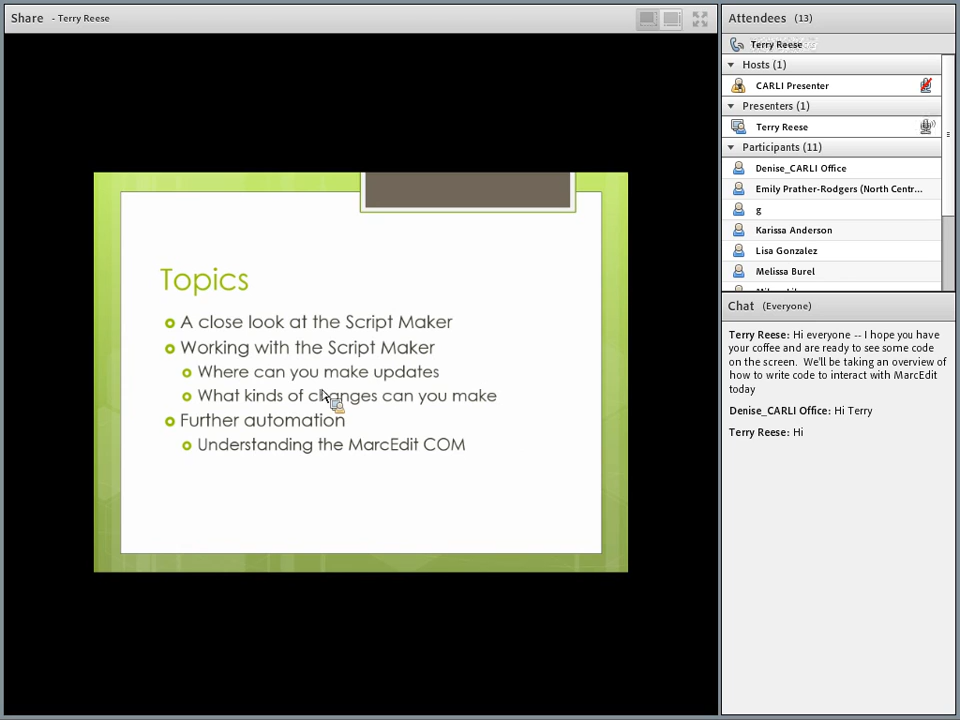 Share - Terry Reese
Topics
A close look at the Script Maker
Working with the Script Maker
Where can you make updates
What kinds of changes can you make
Further automation
Understanding the MarcEdit COM
Attendees (13)
Terry Reese
Hosts (1)
CARLI Presenter
Presenters (1)
Terry Reese
Participants (11)
Denise_CARLI Office
Emily Prather-Rodgers (North Centr...
g
Karissa Anderson
Lisa Gonzalez
Melissa Burel
Chat (Everyone)
Terry Reese: Hi everyone -- I hope you have
your coffee and are ready to see some code
on the screen. We'll be taking an overview of
how to write code to interact with MarcEdit
today
Denise_CARLI Office: Hi Terry
Terry Reese: Hi